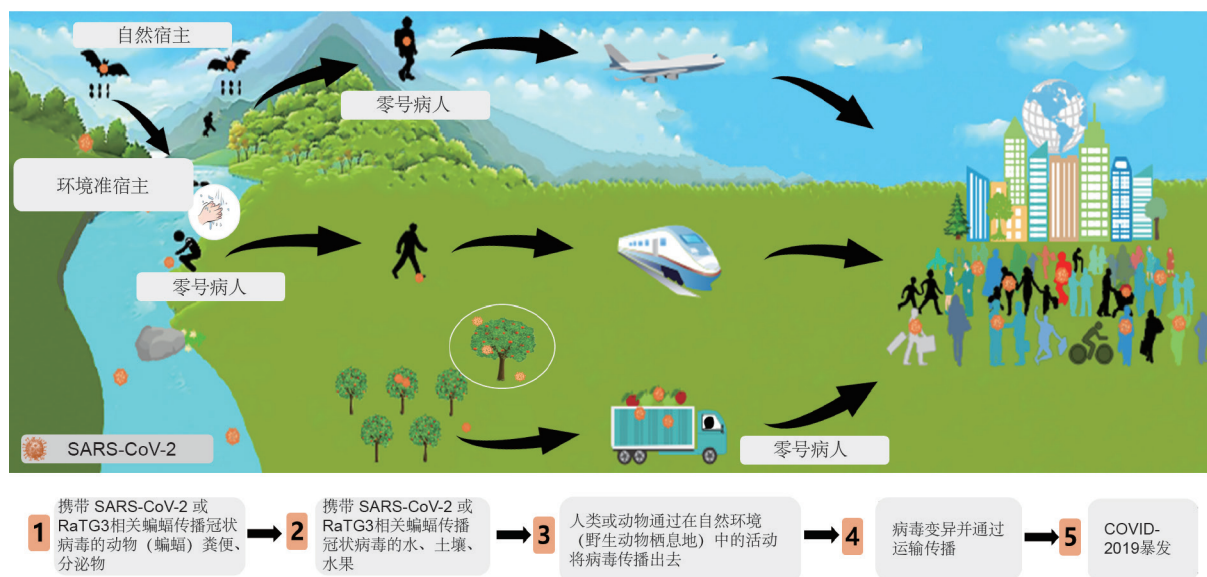 自然宿主
零号病人
环境准宿主
零号病人
零号病人
SARS-CoV-2
1
携带 SARS-CoV-2 或
RaTG3相关蝙蝠传播冠状
病毒的动物（蝙蝠）粪便、
分泌物
2
携带 SARS-CoV-2 或
RaTG3相关蝙蝠传播
冠状病毒的水、土壤、
水果
3
人类或动物通过在自然环境
（野生动物栖息地）中的活动
将病毒传播出去
4
病毒变异并通过
运输传播
5
COVID-
2019暴发